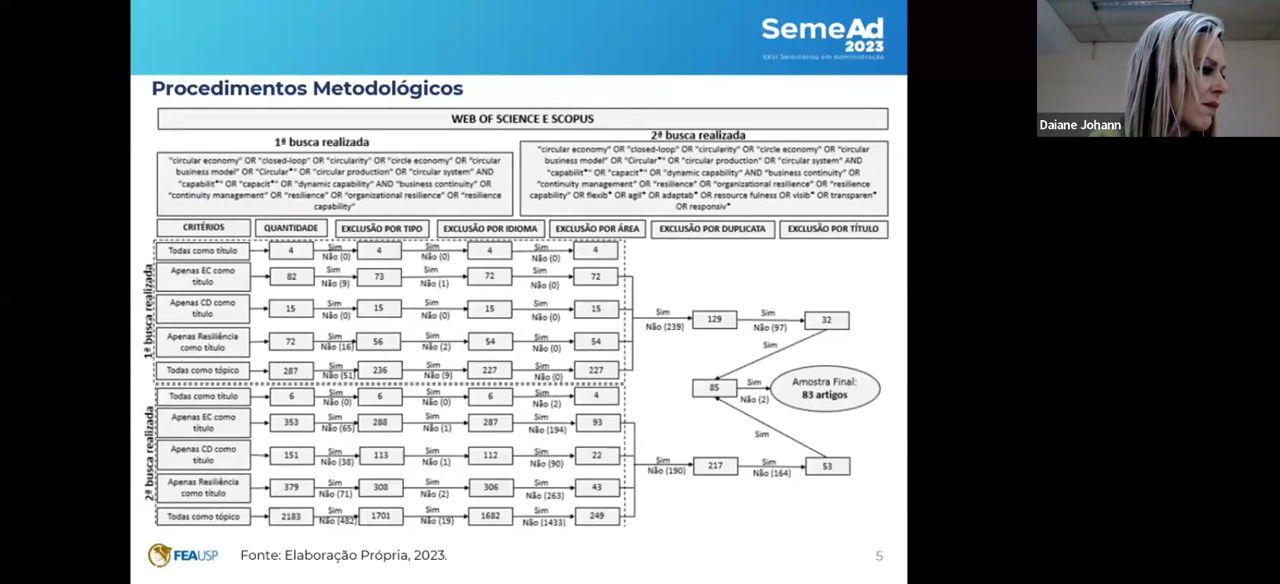 SemeAd
2023
XXVI Seminários em Administração
Daiane Johann
Procedimentos Metodológicos
WEB OF SCIENCE E SCOPUS
1ª busca realizada
"circular economy" OR "closed-loop" OR "circularity" OR "circle economy" OR "circular
business model" OR "Circular*" OR "circular production" OR "circular system" AND
"capabilit*" OR "capacit*" OR "dynamic capability" AND "business continuity" OR
"continuity management" OR "resilience" OR "organizational resilience" OR "resilience
capability"
2ª busca realizada
"circular economy" OR "closed-loop" OR "circularity" OR "circle economy" OR "circular
business model" OR "Circular*" OR "circular production" OR "circular system" AND
"capabilit*" OR "capacit*" OR "dynamic capability" AND "business continuity" OR
"continuity management" OR "resilience" OR "organizational resilience" OR "resilience
capability" OR flexib* OR agil* OR adaptab* OR resource fulness OR visib* OR transparen*
OR responsiv*
CRITÉRIOS QUANTIDADE EXCLUSÃO POR TIPO EXCLUSÃO POR IDIOMA EXCLUSÃO POR ÁREA EXCLUSÃO POR DUPLICATA EXCLUSÃO POR TÍTULO
1ª busca realizada
Todas como título 4 Sim Não (0) 4 Sim Não (0) 4 Sim Não (0) 4
Apenas EC como título 82 Sim Não (9) 73 Sim Não (1) 72 Sim Não (0) 72
Apenas CD como título 15 Sim Não (0) 15 Sim Não (0) 15 Sim Não (0) 15
Apenas Resiliência como título 72 Sim Não (16) 56 Sim Não (2) 54 Sim Não (0) 54
Todas como tópico 287 Sim Não (51) 236 Sim Não (9) 227 Sim Não (0) 227
Sim Não (239) 129 Sim Não (97) 32
Sim
85 Sim Não (2) Amostra Final: 83 artigos
Sim
2ª busca realizada
Todas como título 6 Sim Não (0) 6 Sim Não (0) 6 Sim Não (2) 4
Apenas EC como título 353 Sim Não (65) 288 Sim Não (1) 287 Sim Não (194) 93
Apenas CD como título 151 Sim Não (38) 113 Sim Não (1) 112 Sim Não (90) 22
Apenas Resiliência como título 379 Sim Não (71) 308 Sim Não (2) 306 Sim Não (263) 43
Todas como tópico 2183 Sim Não (482) 1701 Sim Não (19) 1682 Sim Não (1433) 249
Sim Não (190) 217 Sim Não (164) 53
FEAUSP
Fonte: Elaboração Própria, 2023.
5